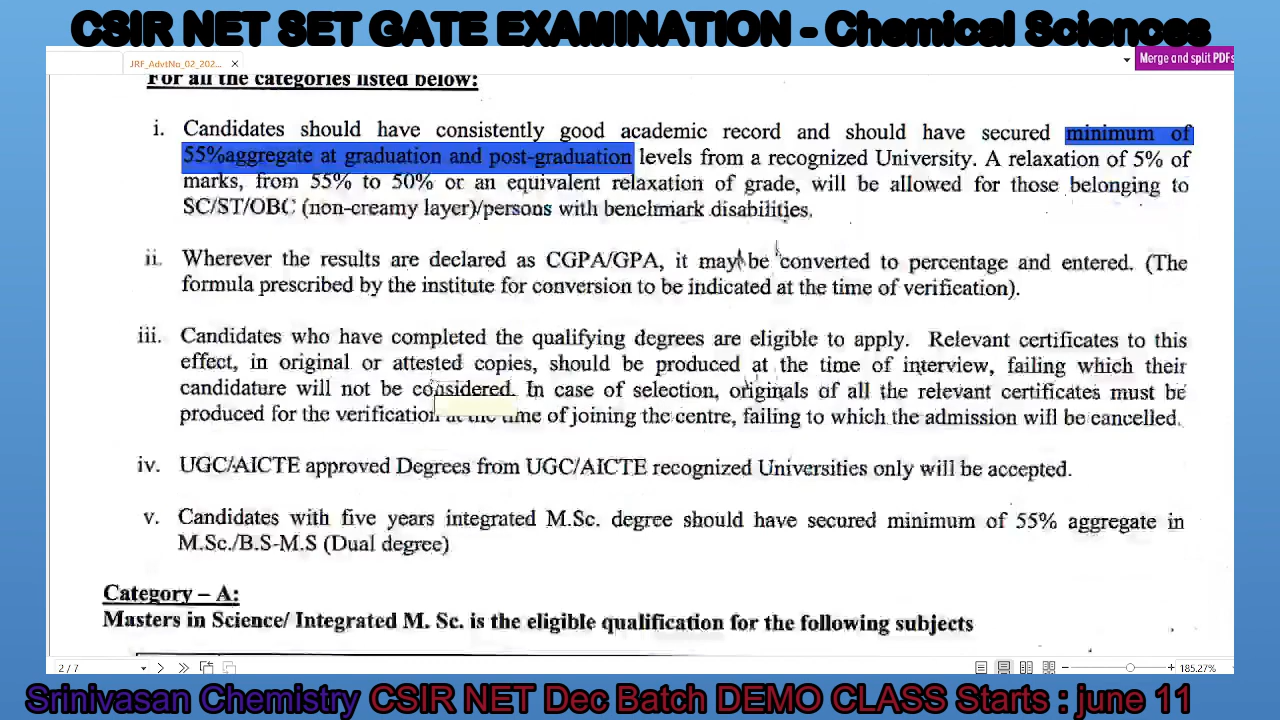 CSIR NET SET GATE EXAMINATION - Chemical Sciences
JRF_AdvtNo_02_202...
Merge and split PDFs
For all the categories listed below:
i. Candidates should have consistently good academic record and should have secured minimum of
55%aggregate at graduation and post-graduation levels from a recognized University. A relaxation of 5% of
marks, from 55% to 50% or an equivalent relaxation of grade, will be allowed for those belonging to
SC/ST/OBC (non-creamy layer)/persons with benchmark disabilities.
ii. Wherever the results are declared as CGPA/GPA, it may be converted to percentage and entered. (The
formula prescribed by the institute for conversion to be indicated at the time of verification).
iii. Candidates who have completed the qualifying degrees are eligible to apply. Relevant certificates to this
effect, in original or attested copies, should be produced at the time of interview, failing which their
candidature will not be considered. In case of selection, originals of all the relevant certificates must be
produced for the verification at the time of joining the centre, failing to which the admission will be cancelled.
iv. UGC/AICTE approved Degrees from UGC/AICTE recognized Universities only will be accepted.
v. Candidates with five years integrated M.Sc. degree should have secured minimum of 55% aggregate in
M.Sc./B.S-M.S (Dual degree)
Category – A:
Masters in Science/ Integrated M. Sc. is the eligible qualification for the following subjects
2 / 7
185.27%
Srinivasan Chemistry CSIR NET Dec Batch DEMO CLASS Starts : june 11